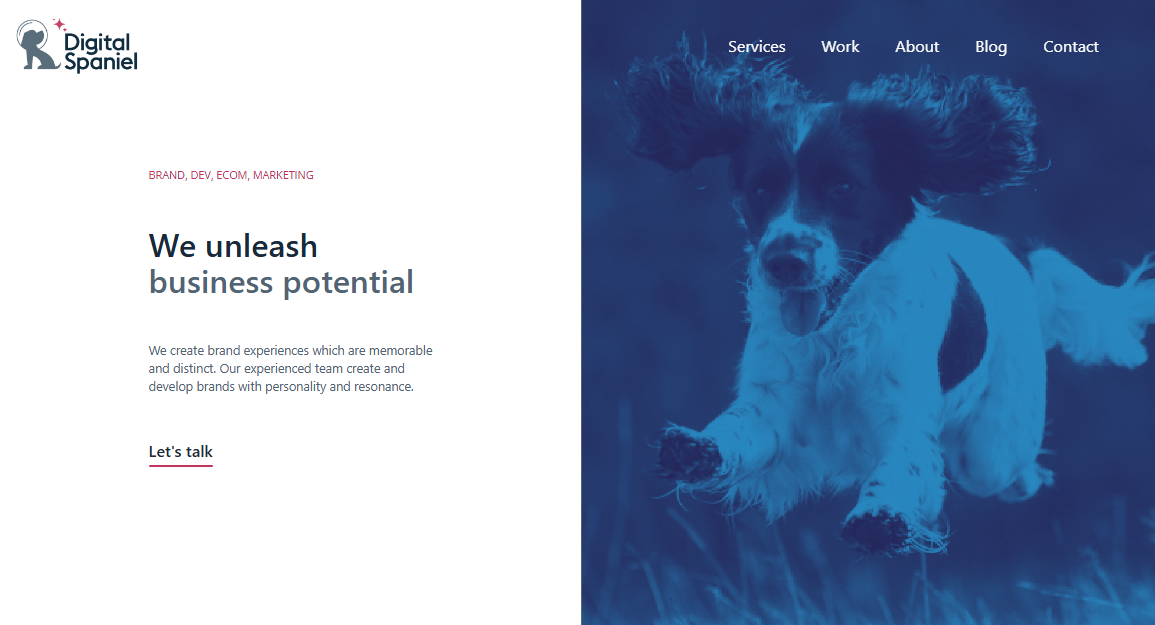 Digital
Spaniel
Services
Work
About
Blog
Contact
BRAND, DEV, ECOM, MARKETING
We unleash
business potential
We create brand experiences which are memorable
and distinct. Our experienced team create and
develop brands with personality and resonance.
Let's talk